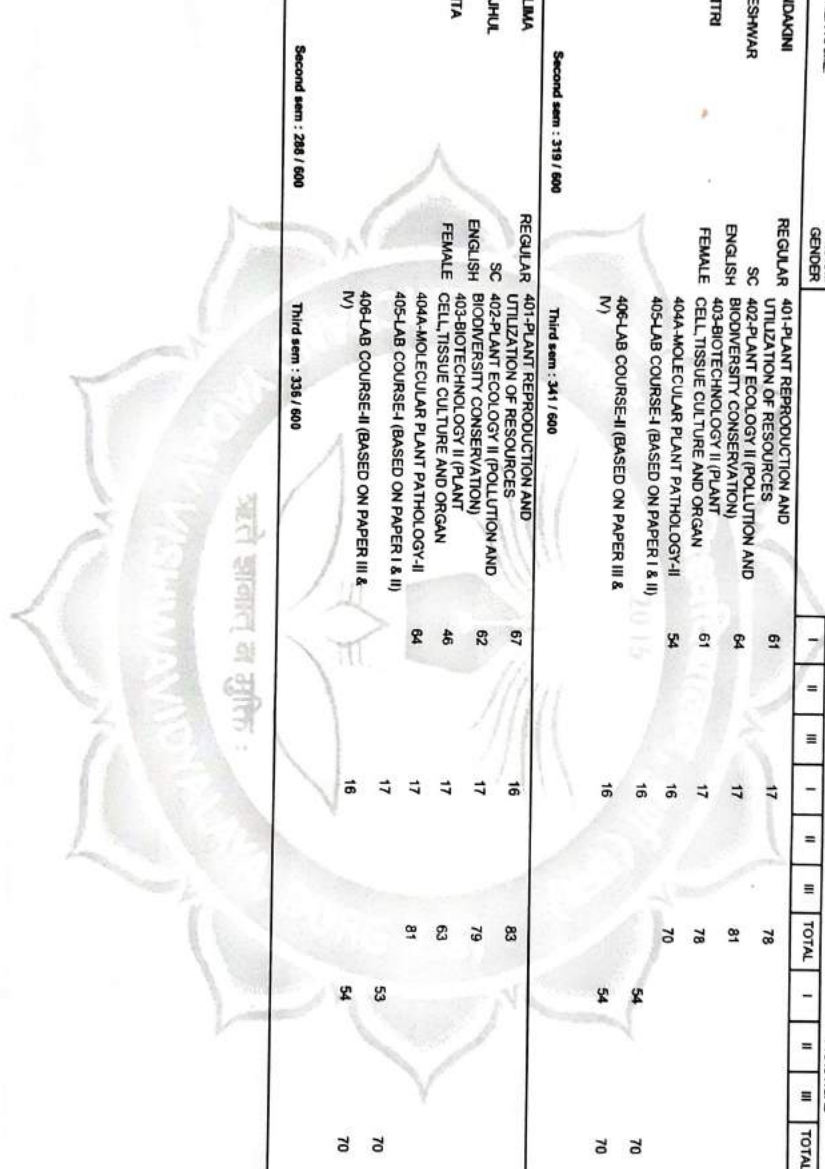 GENDER I II III I II III TOTAL I II III TOTAL
REGULAR 401-PLANT REPRODUCTION AND
UTILIZATION OF RESOURCES 61 17 78
ESHWAR SC 402-PLANT ECOLOGY II (POLLUTION AND
ENGLISH BIODIVERSITY CONSERVATION) 64 17 81
403-BIOTECHNOLOGY II (PLANT
FEMALE CELL,TISSUE CULTURE AND ORGAN 61 17 78
404A-MOLECULAR PLANT PATHOLOGY-II 54 16 70
405-LAB COURSE-I (BASED ON PAPER I & II) 16 54 70
406-LAB COURSE-II (BASED ON PAPER III &
IV) 16 54 70
Second sem : 319 / 600 Third sem : 341 / 600
LIMA REGULAR 401-PLANT REPRODUCTION AND
UTILIZATION OF RESOURCES 67 16 83
JHUL SC 402-PLANT ECOLOGY II (POLLUTION AND
ENGLISH BIODIVERSITY CONSERVATION) 62 17 79
403-BIOTECHNOLOGY II (PLANT
TA FEMALE CELL,TISSUE CULTURE AND ORGAN 46 17 63
404A-MOLECULAR PLANT PATHOLOGY-II 64 17 81
405-LAB COURSE-I (BASED ON PAPER I & II) 17 53 70
406-LAB COURSE-II (BASED ON PAPER III &
IV) 16 54 70
Second sem : 288 / 600 Third sem : 336 / 600